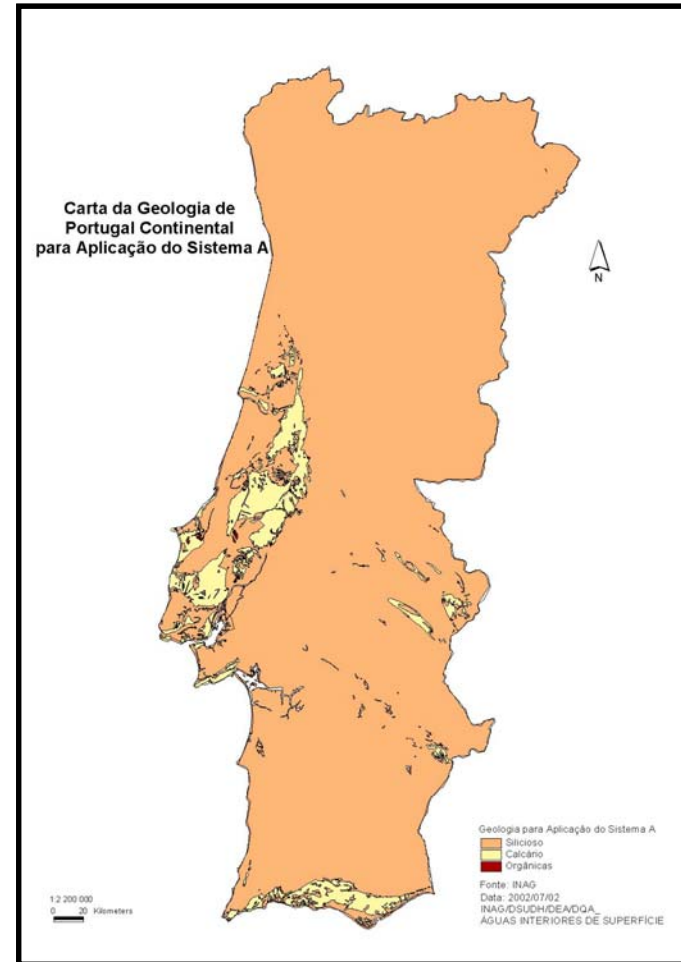 Carta da Geologia de
Portugal Continental
para Aplicação do Sistema A
N
Geologia para Aplicação do Sistema A
Silicioso
Calcário
Orgânicas
Fonte: INAG
Data: 2002/07/02
INAG/DSUDH/DEA/DQA_
ÁGUAS INTERIORES DE SUPERFÍCIE
1:2 200 000
0 20 Kilometers